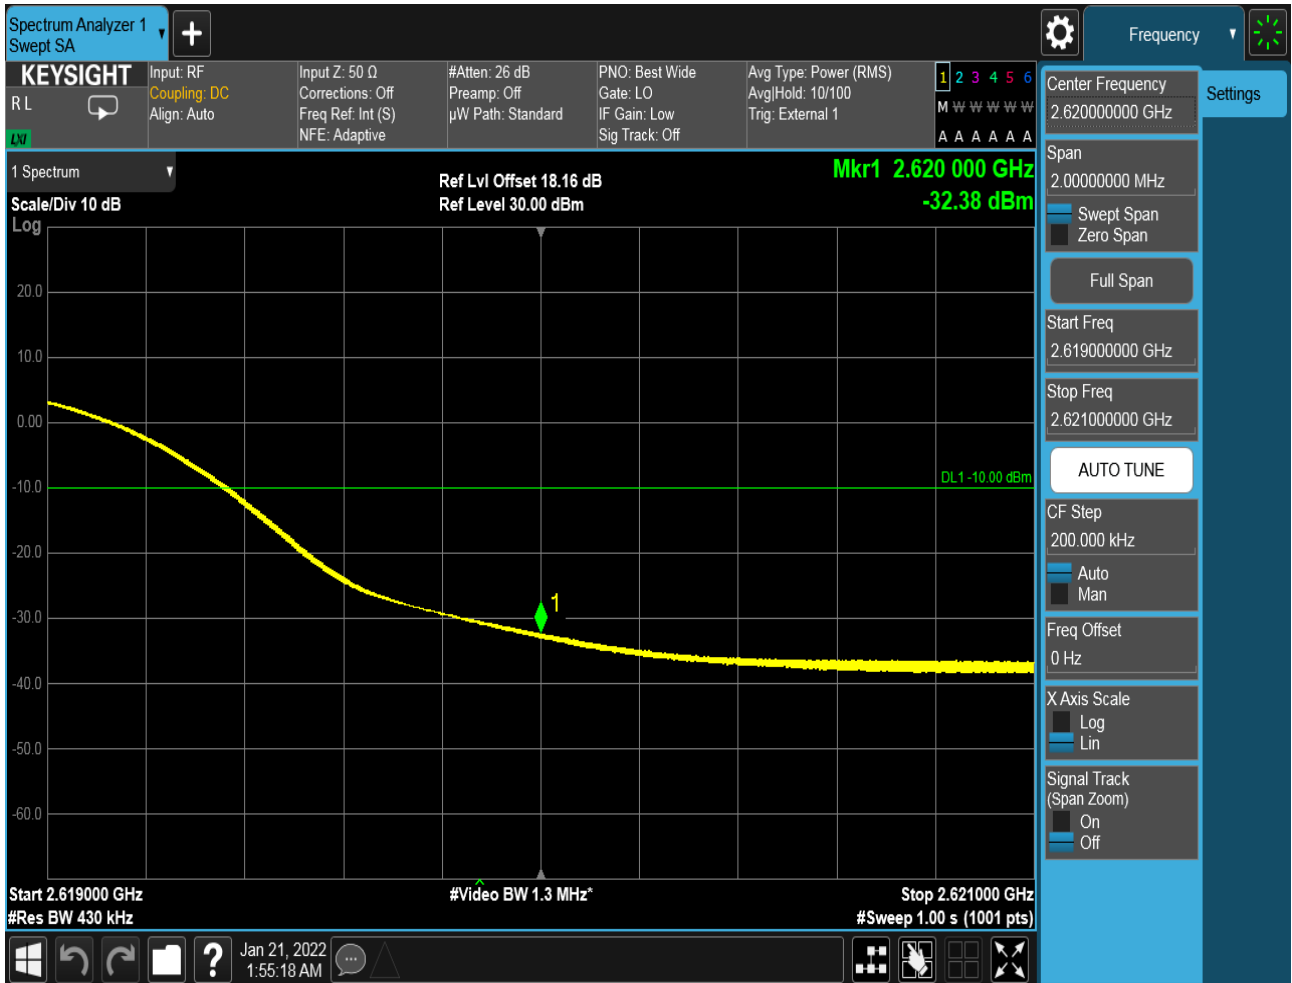 Spectrum Analyzer 1
Swept SA
+
Frequency
KEYSIGHT
R L
LXI
Input: RF
Coupling: DC
Align: Auto
Input Z: 50 Ω
Corrections: Off
Freq Ref: Int (S)
NFE: Adaptive
#Atten: 26 dB
Preamp: Off
µW Path: Standard
PNO: Best Wide
Gate: LO
IF Gain: Low
Sig Track: Off
Avg Type: Power (RMS)
Avg|Hold: 10/100
Trig: External 1
1 2 3 4 5 6
M W W W W W
A A A A A A
1 Spectrum
Scale/Div 10 dB
Log
Ref Lvl Offset 18.16 dB
Ref Level 30.00 dBm
Mkr1 2.620 000 GHz
-32.38 dBm
20.0
10.0
0.00
-10.0
-20.0
-30.0
-40.0
-50.0
-60.0
DL1 -10.00 dBm
1
Start 2.619000 GHz
#Res BW 430 kHz
#Video BW 1.3 MHz*
Stop 2.621000 GHz
#Sweep 1.00 s (1001 pts)
?
Jan 21, 2022
1:55:18 AM
Center Frequency
2.620000000 GHz
Span
2.00000000 MHz
Swept Span
Zero Span
Full Span
Start Freq
2.619000000 GHz
Stop Freq
2.621000000 GHz
AUTO TUNE
CF Step
200.000 kHz
Auto
Man
Freq Offset
0 Hz
X Axis Scale
Log
Lin
Signal Track
(Span Zoom)
On
Off
Settings